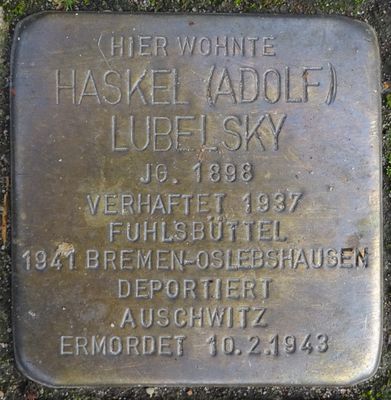 HIER WOHNTE
HASKEL (ADOLF)
LUBELSKY
JG. 1898
VERHAFTET 1937
FUHLSBÜTTEL
1941 BREMEN-OSLEBSHAUSEN
DEPORTIERT
AUSCHWITZ
ERMORDET 10.2.1943